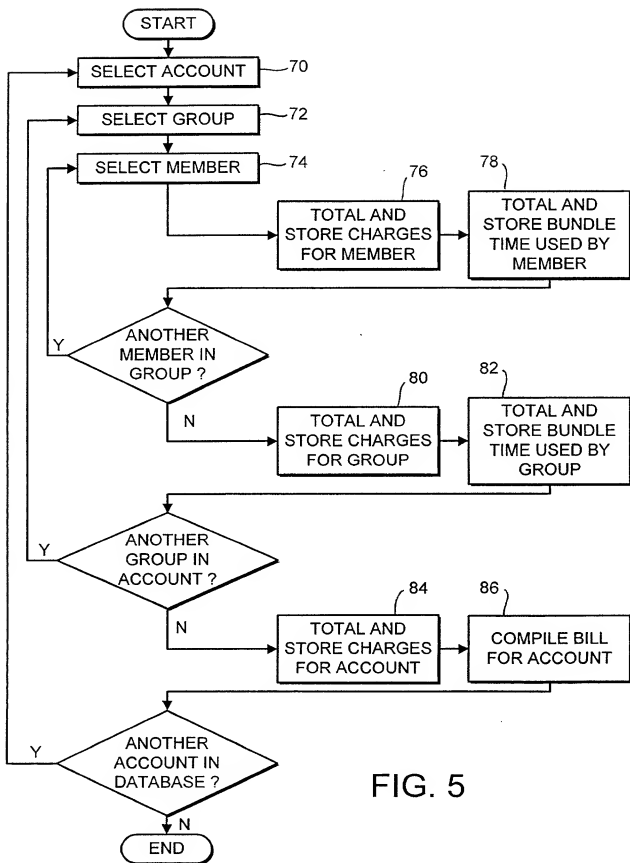 START
SELECT ACCOUNT
70
SELECT GROUP
72
SELECT MEMBER
74
76
TOTAL AND
STORE CHARGES
FOR MEMBER
78
TOTAL AND
STORE BUNDLE
TIME USED BY
MEMBER
Y
ANOTHER
MEMBER IN
GROUP ?
N
80
TOTAL AND
STORE CHARGES
FOR GROUP
82
TOTAL AND
STORE BUNDLE
TIME USED BY
GROUP
Y
ANOTHER
GROUP IN
ACCOUNT ?
N
84
TOTAL AND
STORE CHARGES
FOR ACCOUNT
86
COMPILE BILL
FOR ACCOUNT
Y
ANOTHER
ACCOUNT IN
DATABASE ?
N
END
FIG. 5